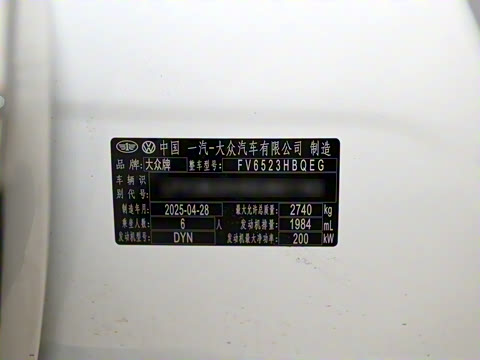 中国 一汽-大众汽车有限公司 制造
品牌: 大众牌 整车型号: FV6523HBQEG
车辆识
别代号:
制造年月: 2025-04-28 最大允许总质量: 2740 kg
乘坐人数: 6 人 发动机排量: 1984 mL
发动机型号: DYN 发动机最大净功率: 200 kW